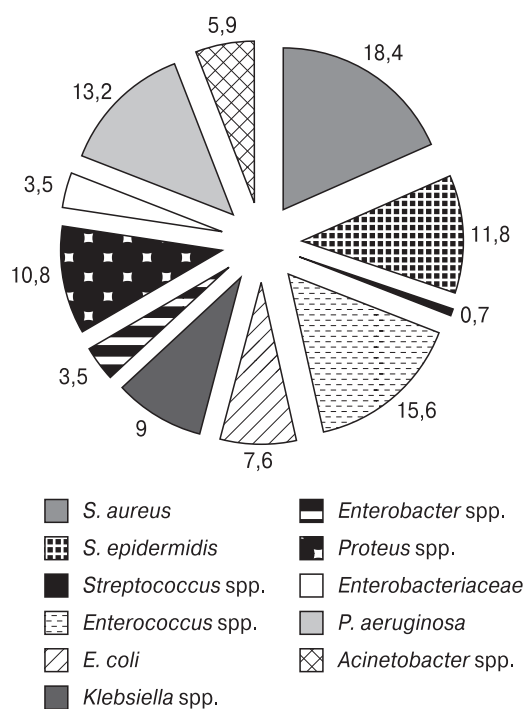 5,9
18,4
13,2
3,5
11,8
10,8
0,7
3,5
15,6
9
7,6
S. aureus
S. epidermidis
Streptococcus spp.
Enterococcus spp.
E. coli
Klebsiella spp.
Enterobacter spp.
Proteus spp.
Enterobacteriaceae
P. aeruginosa
Acinetobacter spp.